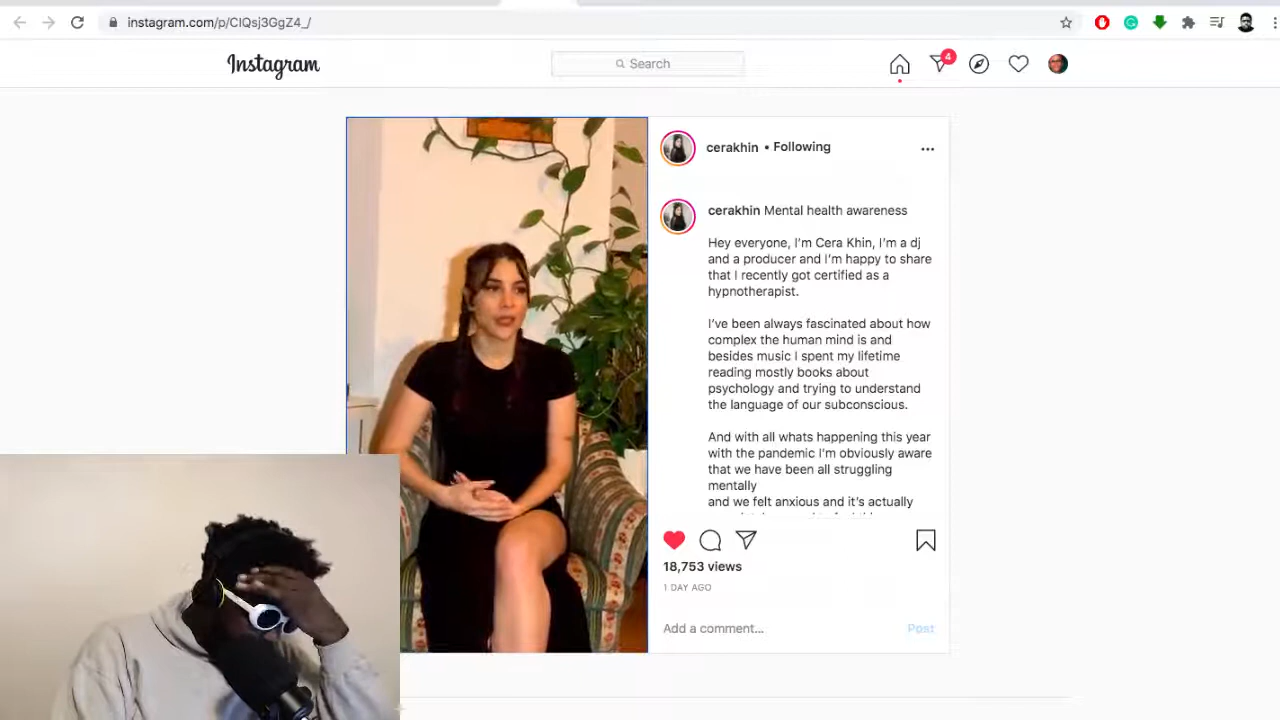 instagram.com/p/CIQsj3GgZ4_/
Instagram
Search
4
cerakhin • Following
cerakhin Mental health awareness
Hey everyone, I'm Cera Khin, I'm a dj
and a producer and I'm happy to share
that I recently got certified as a
hypnotherapist.
I've been always fascinated about how
complex the human mind is and
besides music I spent my lifetime
reading mostly books about
psychology and trying to understand
the language of our subconscious.
And with all whats happening this year
with the pandemic I'm obviously aware
that we have been all struggling
mentally
and we felt anxious and it's actually
18,753 views
1 DAY AGO
Add a comment...
Post